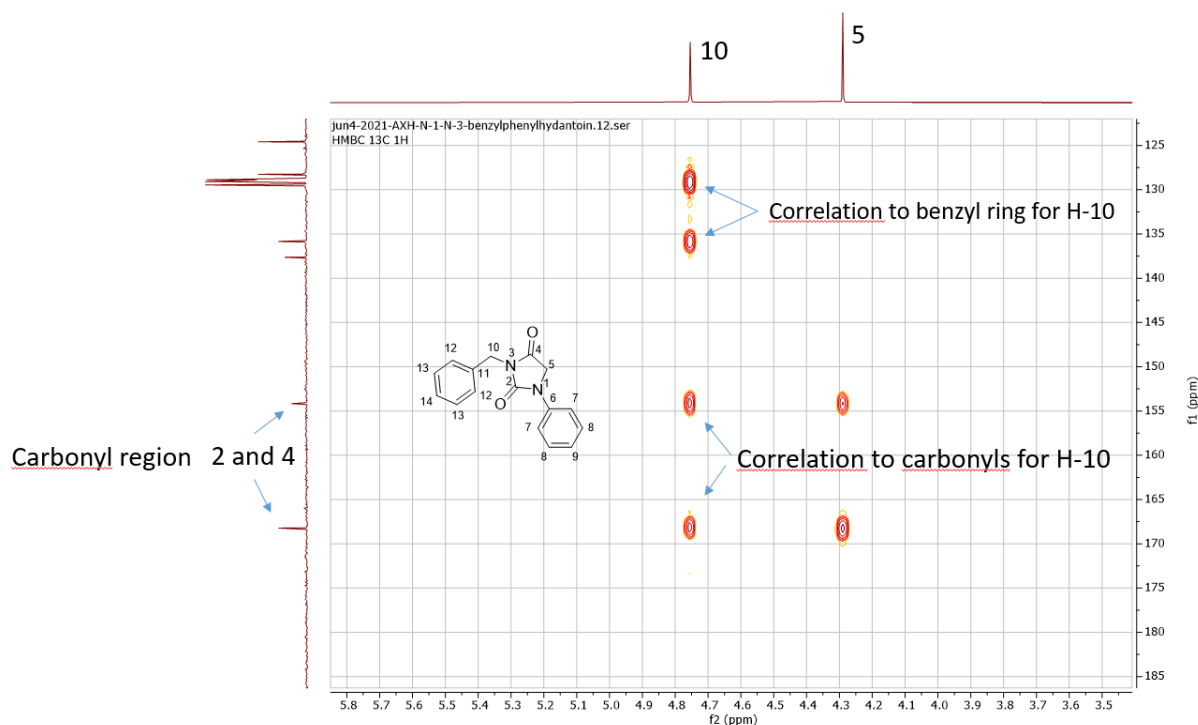 10
5
jun4-2021-AXH-N-1-N-3-benzylphenylhydantoin.12.ser
HMBC 13C 1H
125
130
Correlation to benzyl ring for H-10
135
140
145
O
12
10
3
4
13
N
5
150
11
2
1
14
12
O
N
6
7
13
155
7
8
8
9
Carbonyl region 2 and 4
Correlation to carbonyls for H-10
160
165
170
175
180
185
f1 (ppm)
5.8 5.7 5.6 5.5 5.4 5.3 5.2 5.1 5.0 4.9 4.8 4.7 4.6 4.5 4.4 4.3 4.2 4.1 4.0 3.9 3.8 3.7 3.6 3.5
f2 (ppm)